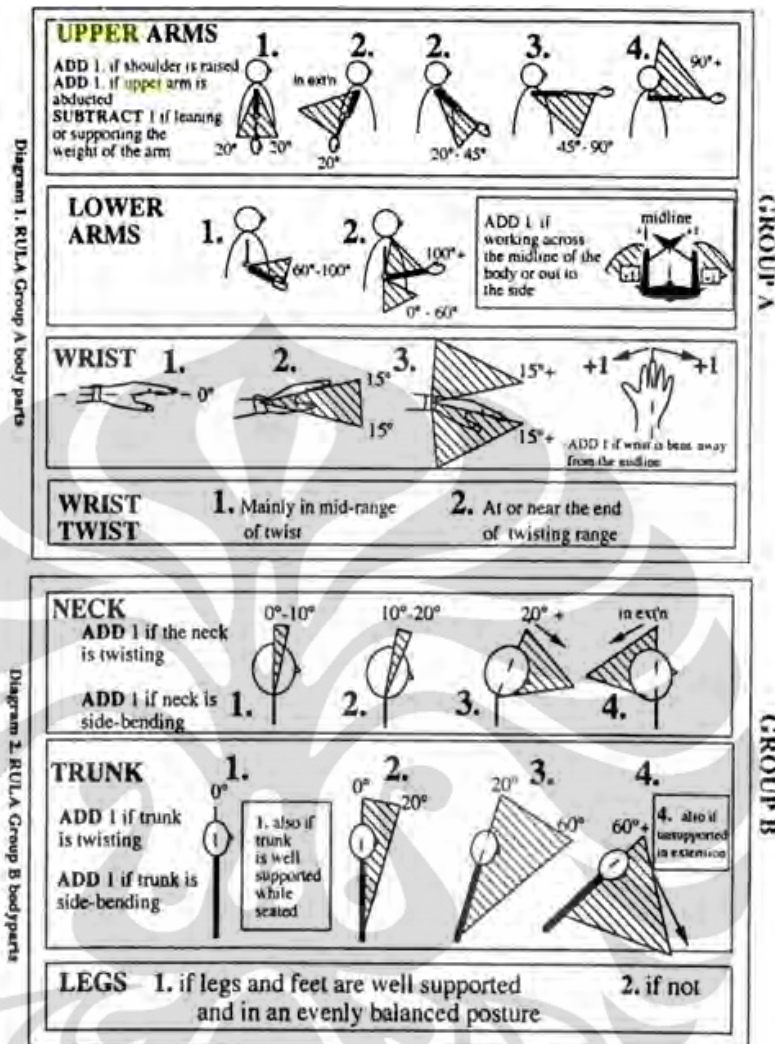 UPPER ARMS
ADD 1. if shoulder is raised
ADD 1. if upper arm is
abducted
SUBTRACT 1 if leaning
or supporting the
weight of the arm
1.
2.
2.
3.
4.
in ext'n
90°+
20°
20°
20°
20°- 45°
45°- 90°
LOWER
ARMS
1.
60°-100°
2.
100°+
0° - 60°
ADD 1 if
working across
the midline of the
body or out to
the side
midline
+1
+1
+1
+1
WRIST
1.
0°
2.
15°
15°
3.
15°+
15°+
+1
+1
ADD 1 if wrist is bent away
from the midline
WRIST
TWIST
1. Mainly in mid-range
of twist
2. At or near the end
of twisting range
Diagram 1. RULA Group A body parts
GROUP A
NECK
ADD 1 if the neck
is twisting
ADD 1 if neck is
side-bending
0°-10°
10°-20°
20° +
in ext'n
1.
2.
3.
4.
TRUNK
ADD 1 if trunk
is twisting
ADD 1 if trunk is
side-bending
1.
0°
1. also if
trunk
is well
supported
while
seated
2.
0°
20°
3.
20°
60°
4.
60°+
4. also if
unsupported
in extension
LEGS 1. if legs and feet are well supported
and in an evenly balanced posture
2. if not
Diagram 2. RULA Group B bodyparts
GROUP B